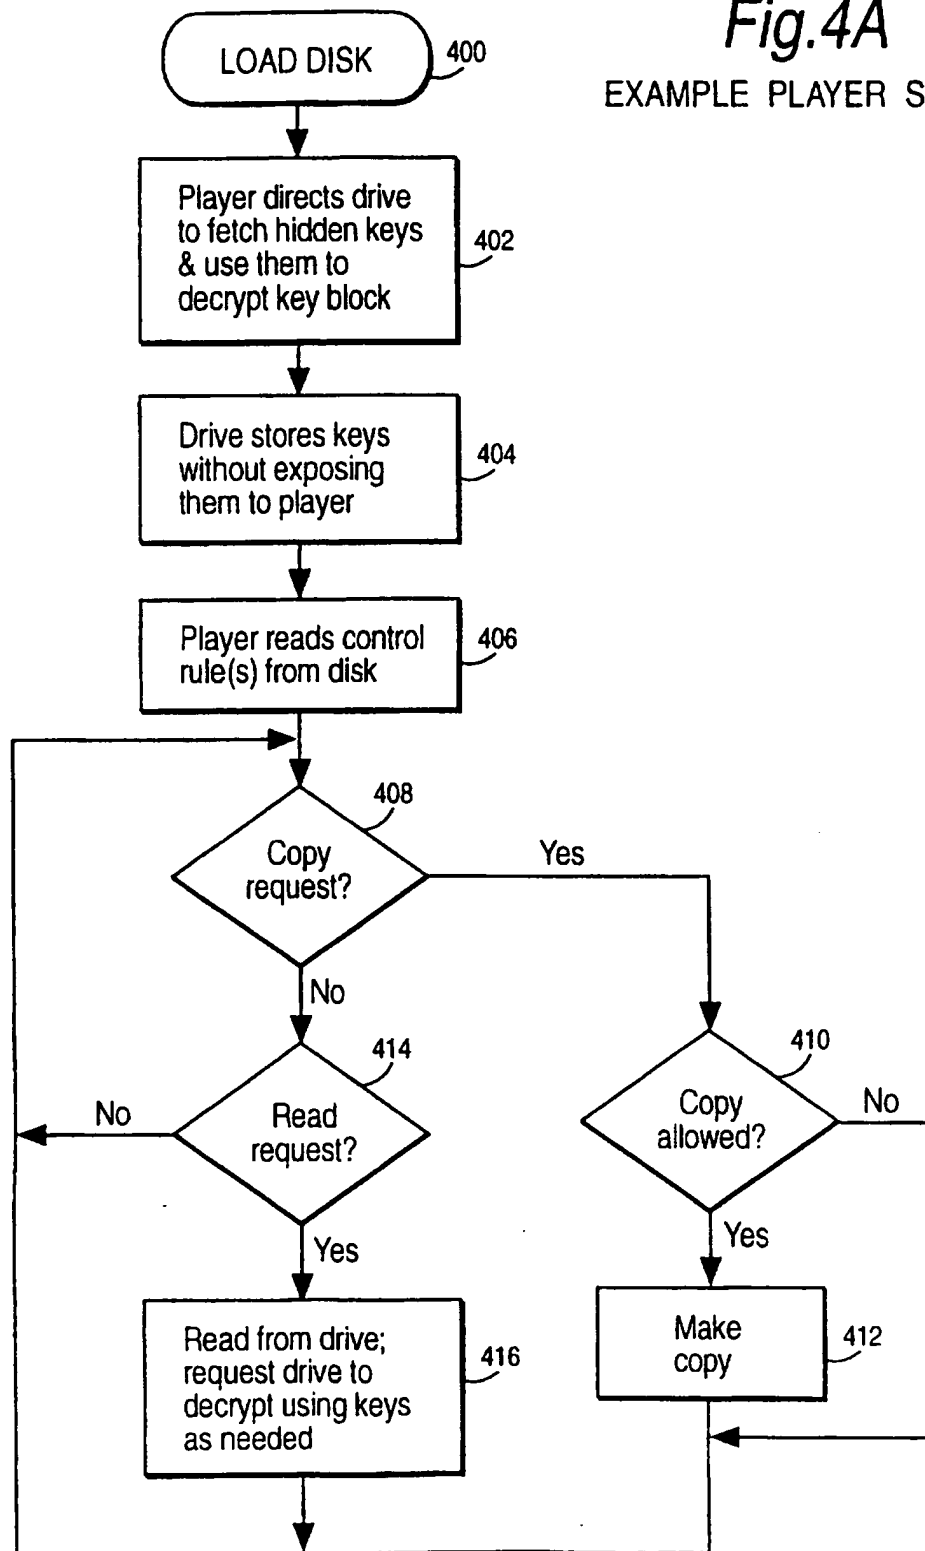 Fig.4A
EXAMPLE PLAYER
LOAD DISK
400
Player directs drive
to fetch hidden keys
& use them to
decrypt key block
402
Drive stores keys
without exposing
them to player
404
Player reads control
rule(s) from disk
406
408
Copy
request?
Yes
No
414
Read
request?
No
Yes
410
Copy
allowed?
No
Yes
Read from drive;
request drive to
decrypt using keys
as needed
416
Make
copy
412